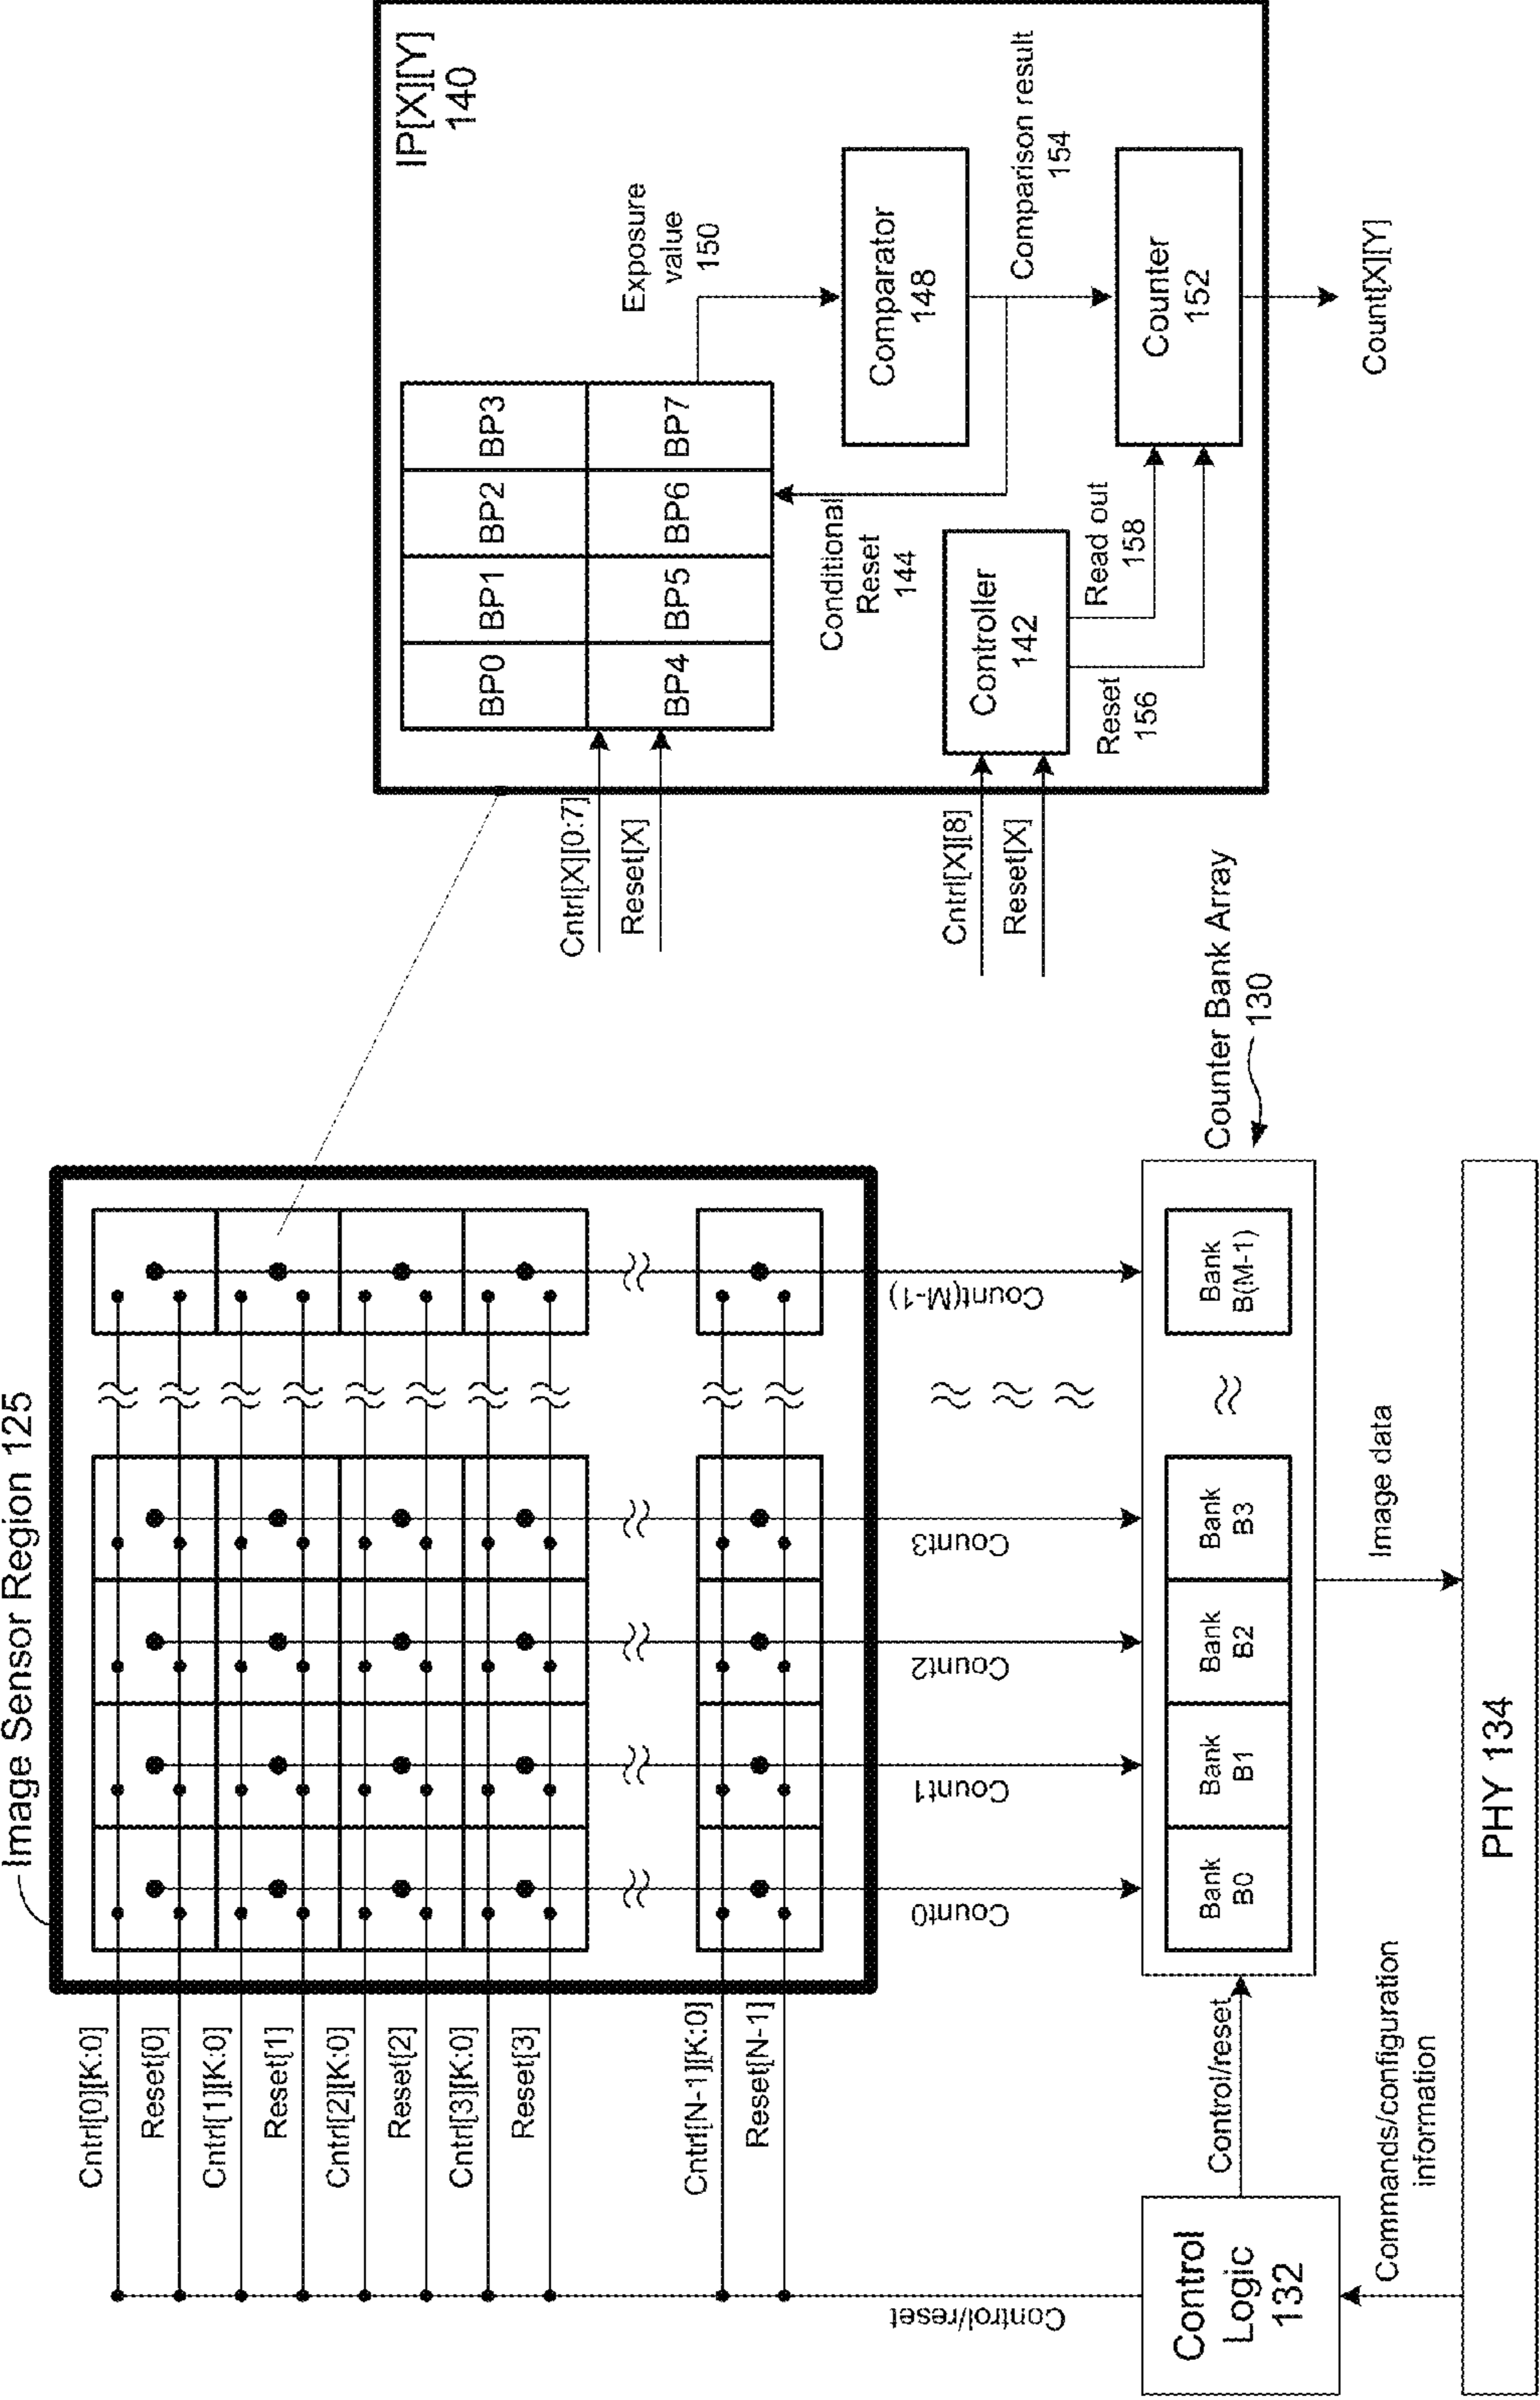 Image Sensor Region 125
Cntrl[0][K:0]
Reset[0]
Cntrl[1][K:0]
Reset[1]
Cntrl[2][K:0]
Reset[2]
Cntrl[3][K:0]
Reset[3]
Cntrl[N-1][K:0]
Reset[N-1]
Control/reset
Count0
Count1
Count2
Count3
Count(M-1)
Control
Logic
132
Control/reset
Bank
B0
Bank
B1
Bank
B2
Bank
B3
Bank
B(M-1)
Counter Bank Array
130
Commands/configuration
information
Image data
PHY 134
IP[X][Y]
140
Cntrl[X][0:7]
Reset[X]
BP0
BP1
BP2
BP3
BP4
BP5
BP6
BP7
Exposure
value
150
Conditional
Reset
144
Comparator
148
Cntrl[X][8]
Reset[X]
Controller
142
Comparison result
154
Reset
156
Read out
158
Counter
152
Count[X][Y]